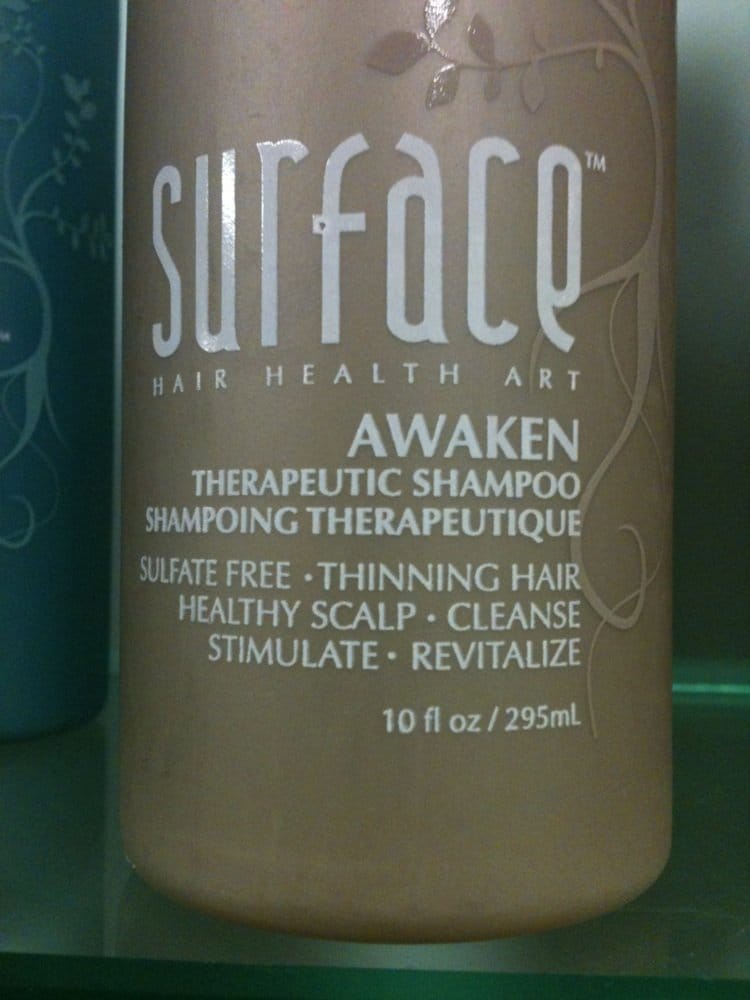 surface™
HAIR HEALTH ART
AWAKEN
THERAPEUTIC SHAMPOO
SHAMPOING THERAPEUTIQUE
SULFATE FREE • THINNING HAIR
HEALTHY SCALP • CLEANSE
STIMULATE • REVITALIZE
10 fl oz / 295mL